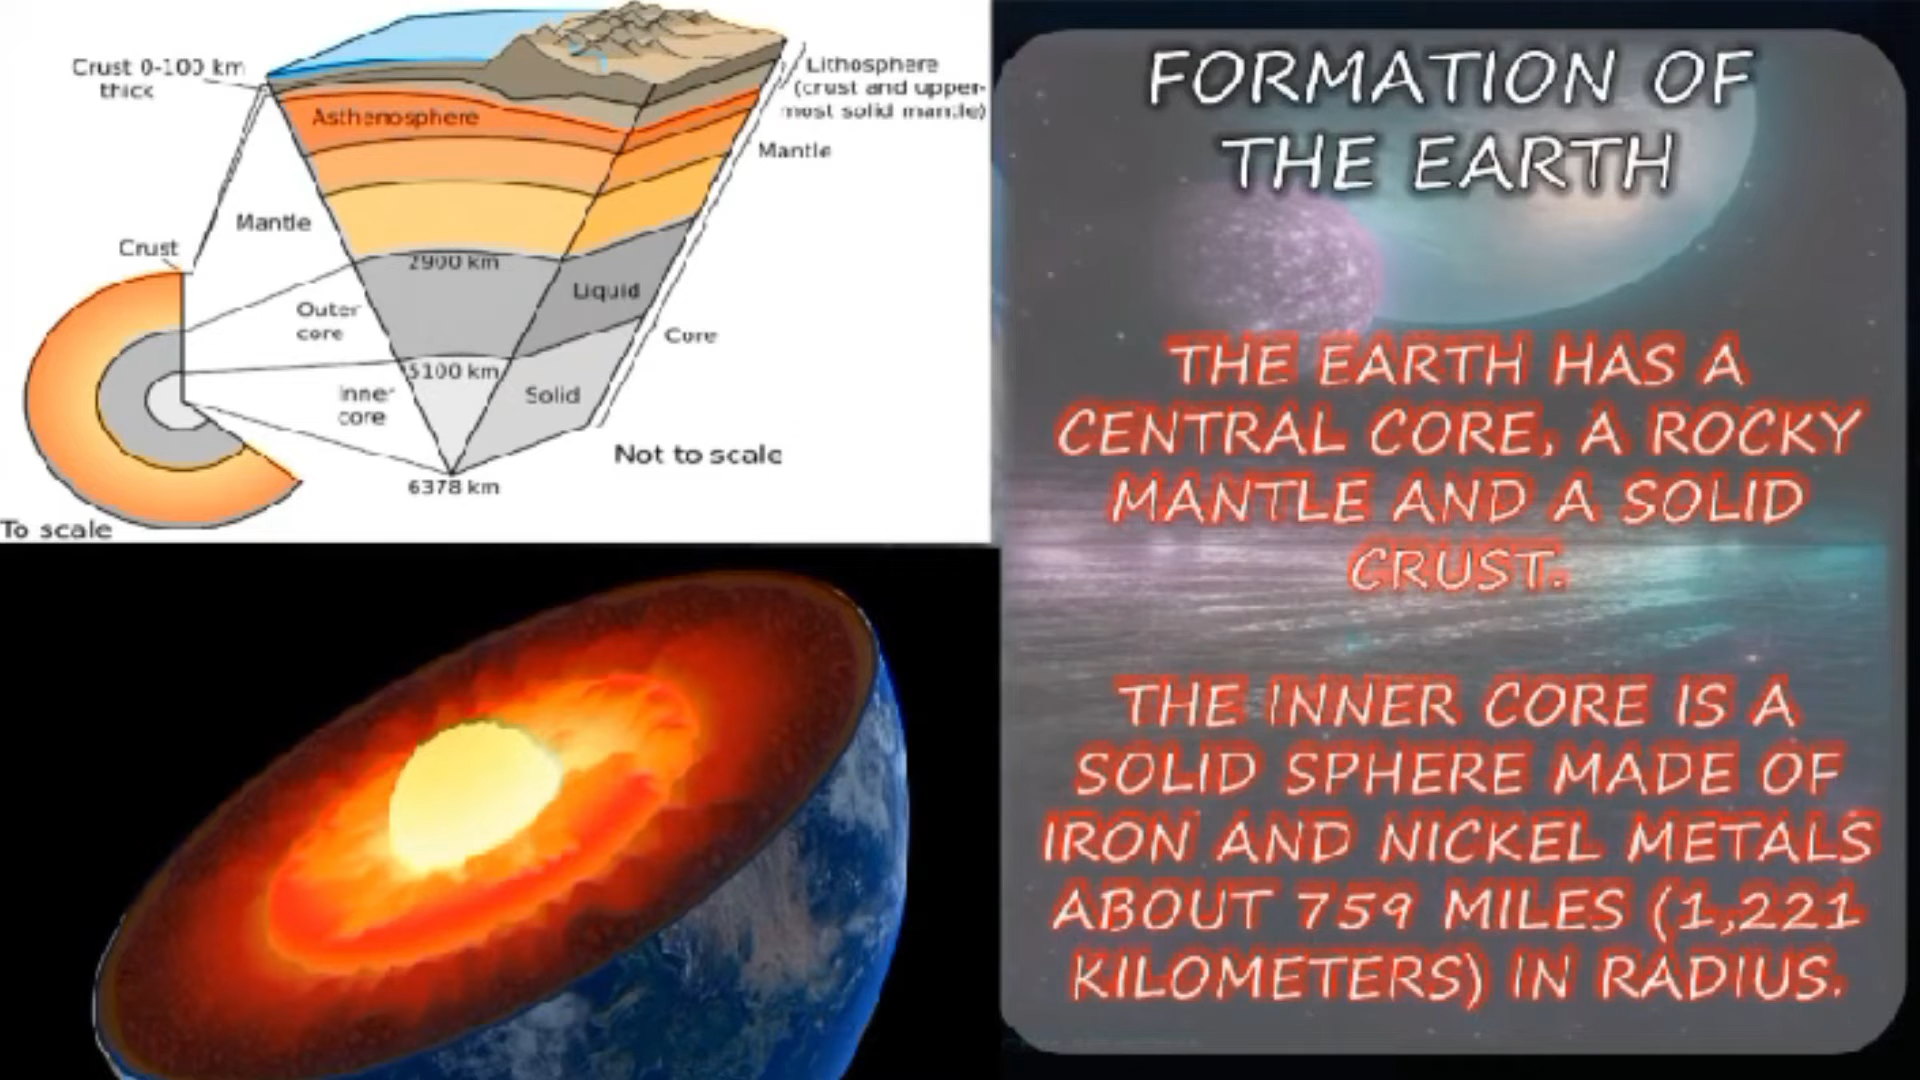 Crust 0-100 km
thick
Lithosphere
(crust and upper-
most solid mantle)
Asthenosphere
Mantle
Mantle
Crust
2900 km
Liquid
Outer
core
Core
5100 km
Inner
core
Solid
Not to scale
6378 km
To scale
FORMATION OF
THE EARTH
THE EARTH HAS A
CENTRAL CORE, A ROCKY
MANTLE AND A SOLID
CRUST.
THE INNER CORE IS A
SOLID SPHERE MADE OF
IRON AND NICKEL METALS
ABOUT 759 MILES (1,221
KILOMETERS) IN RADIUS.